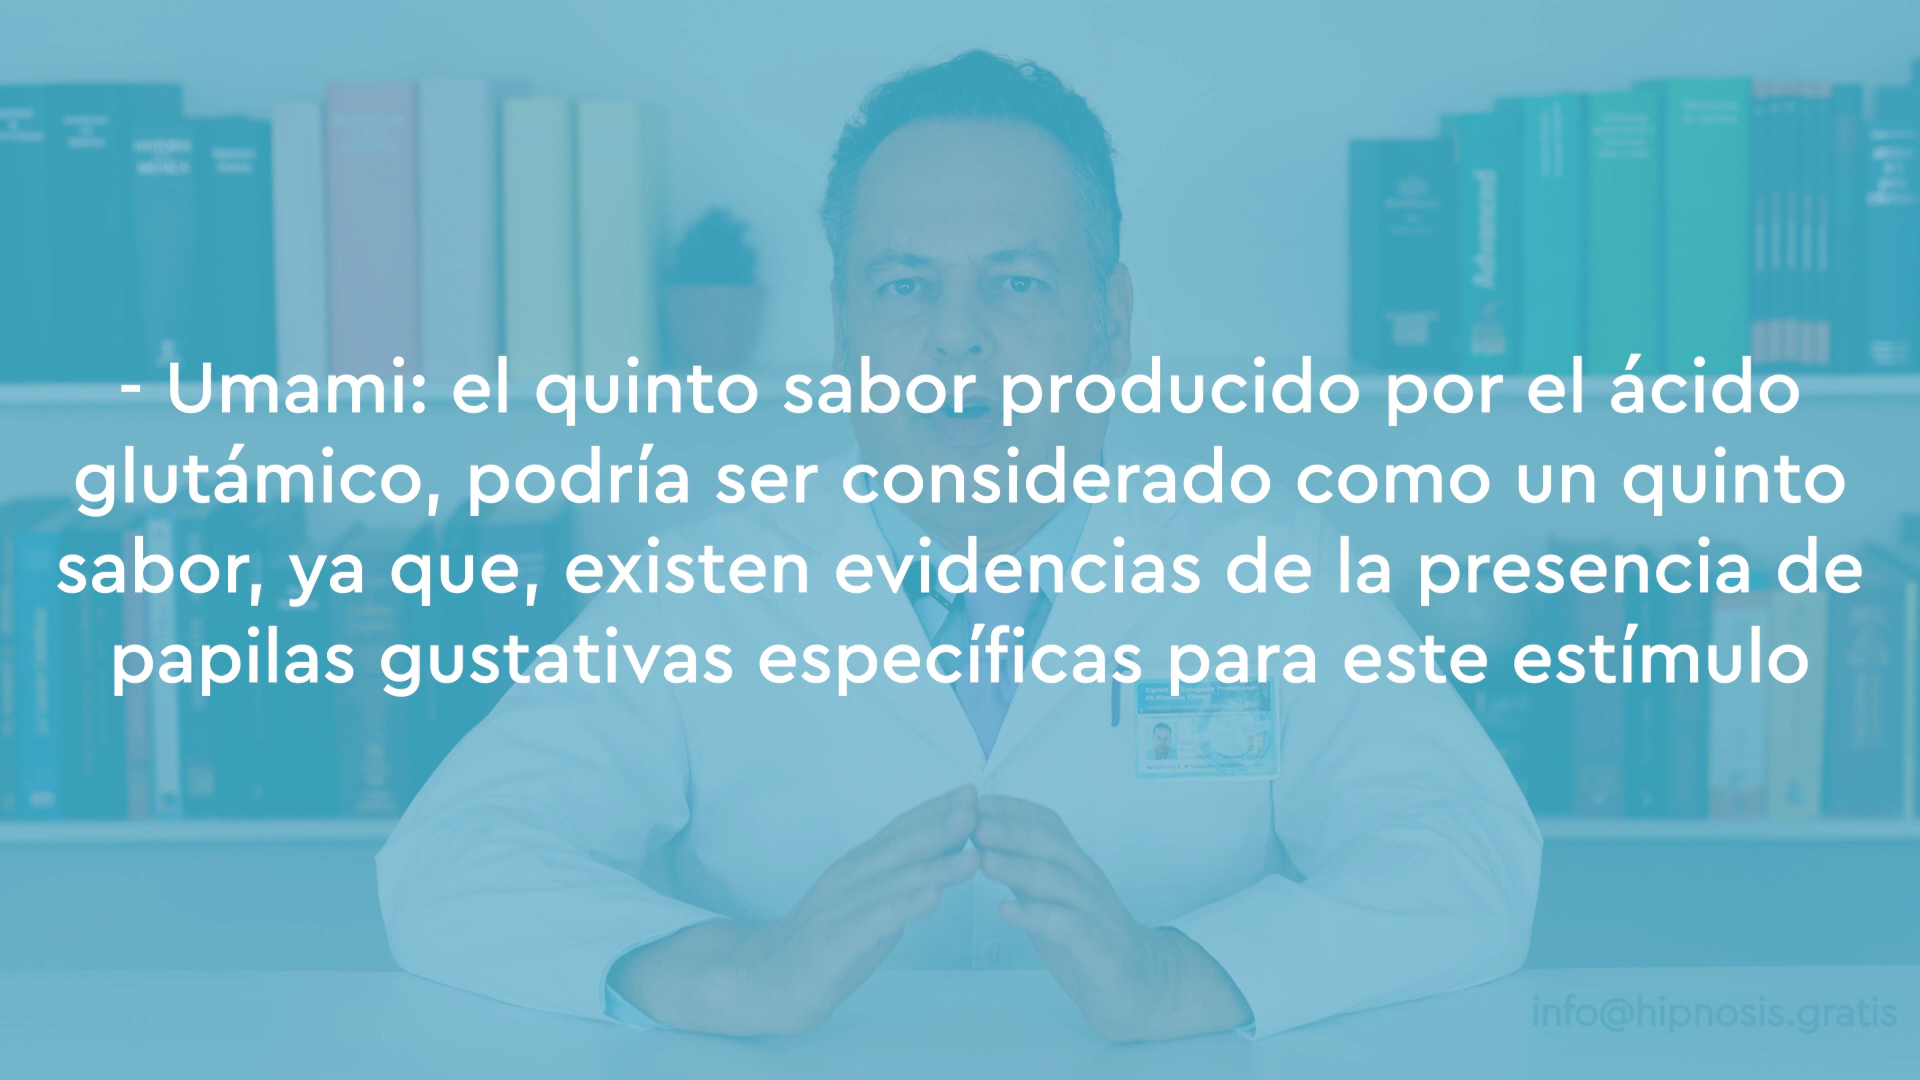 - Umami: el quinto sabor producido por el ácido
glutámico, podría ser considerado como un quinto
sabor, ya que, existen evidencias de la presencia de
papilas gustativas específicas para este estímulo
Advanced
info@hipnosis.gratis